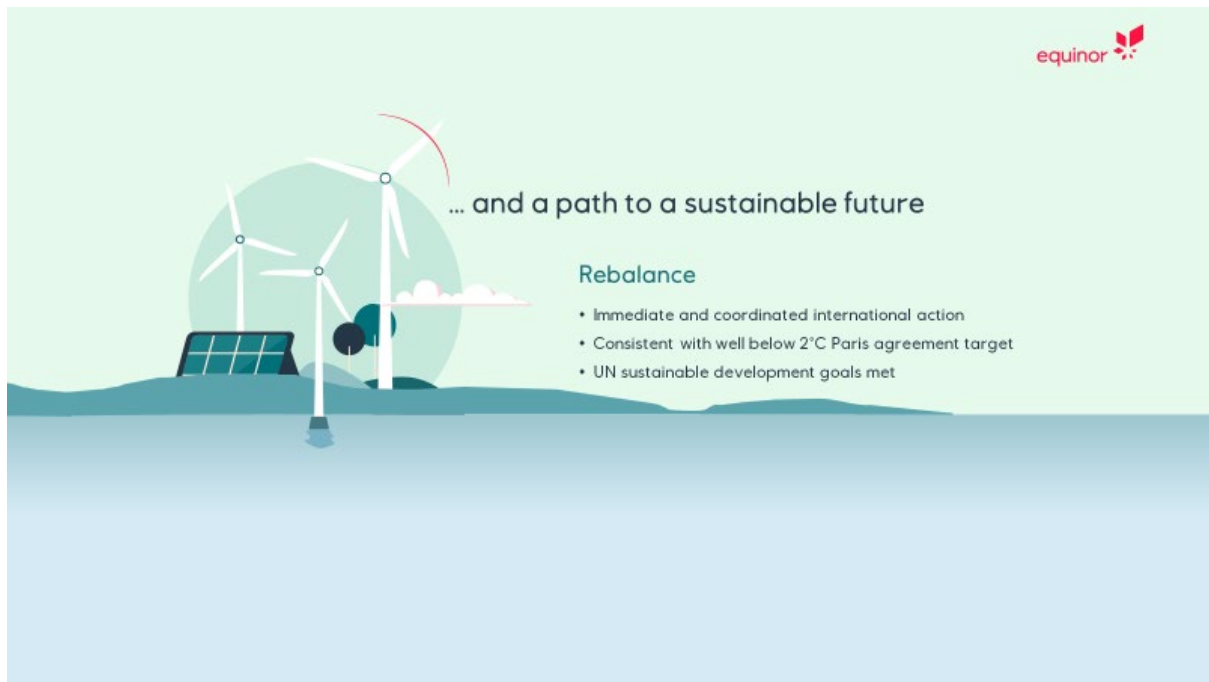 equinor
... and a path to a sustainable future
Rebalance
• Immediate and coordinated international action
• Consistent with well below 2°C Paris agreement target
• UN sustainable development goals met